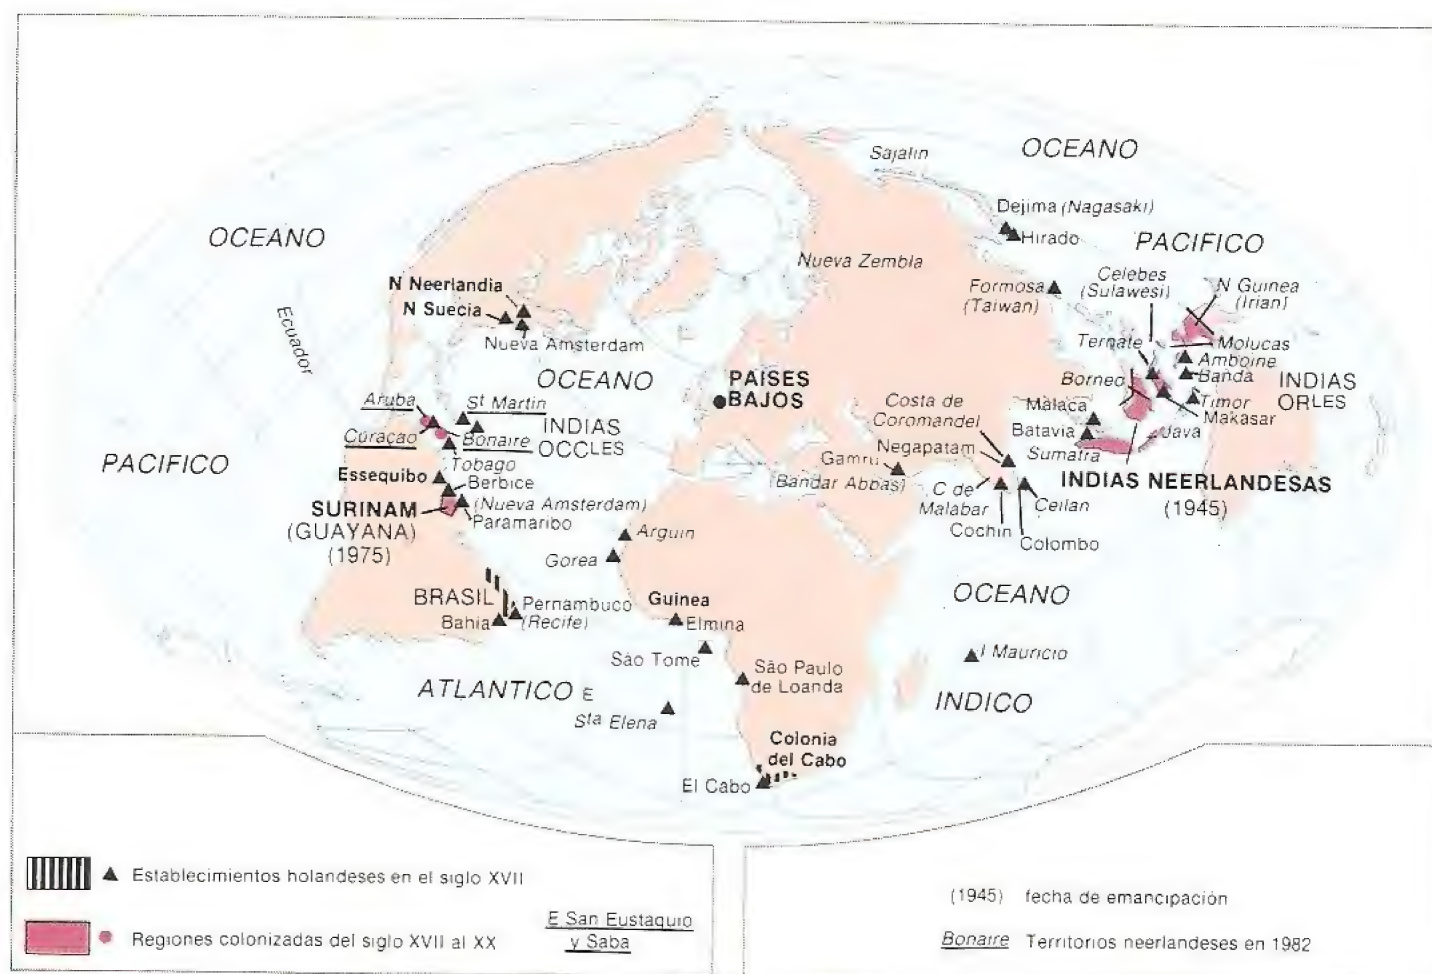 OCEANO
Sajalin
Dejima (Nagasaki)
Hirado
OCEANO
PACIFICO
Nueva Zembla
Formosa
(Taiwan)
Celebes
(Sulawesi)
N Guinea
(Irian)
N Neerlandia
N Suecia
Nueva Amsterdam
Ecuador
OCEANO
PAISES
BAJOS
Ternate
Molucas
Amboine
Banda
Borneo
INDIAS
ORLES
Timor
Makasar
Malaca
Batavia
Java
Sumatra
INDIAS NEERLANDESAS
(1945)
Aruba
St Martin
INDIAS
OCCLES
Curaçao
Bonaire
Tobago
PACIFICO
Essequibo
Berbice
(Nueva Amsterdam)
Paramaribo
SURINAM
(GUAYANA)
(1975)
Costa de
Coromandel
Negapatam
Gamru
(Bandar Abbas)
C de
Malabar
Cochin
Ceilan
Colombo
Arguin
Gorea
BRASIL
Pernambuco
(Recife)
Bahia
Guinea
Elmina
São Tome
São Paulo
de Loanda
OCEANO
I Mauricio
INDICO
ATLANTICO E
Sta Elena
Colonia
del Cabo
El Cabo
Establecimientos holandeses en el siglo XVII
Regiones colonizadas del siglo XVII al XX
E San Eustaquio
y Saba
(1945) fecha de emancipación
Bonaire Territorios neerlandeses en 1982